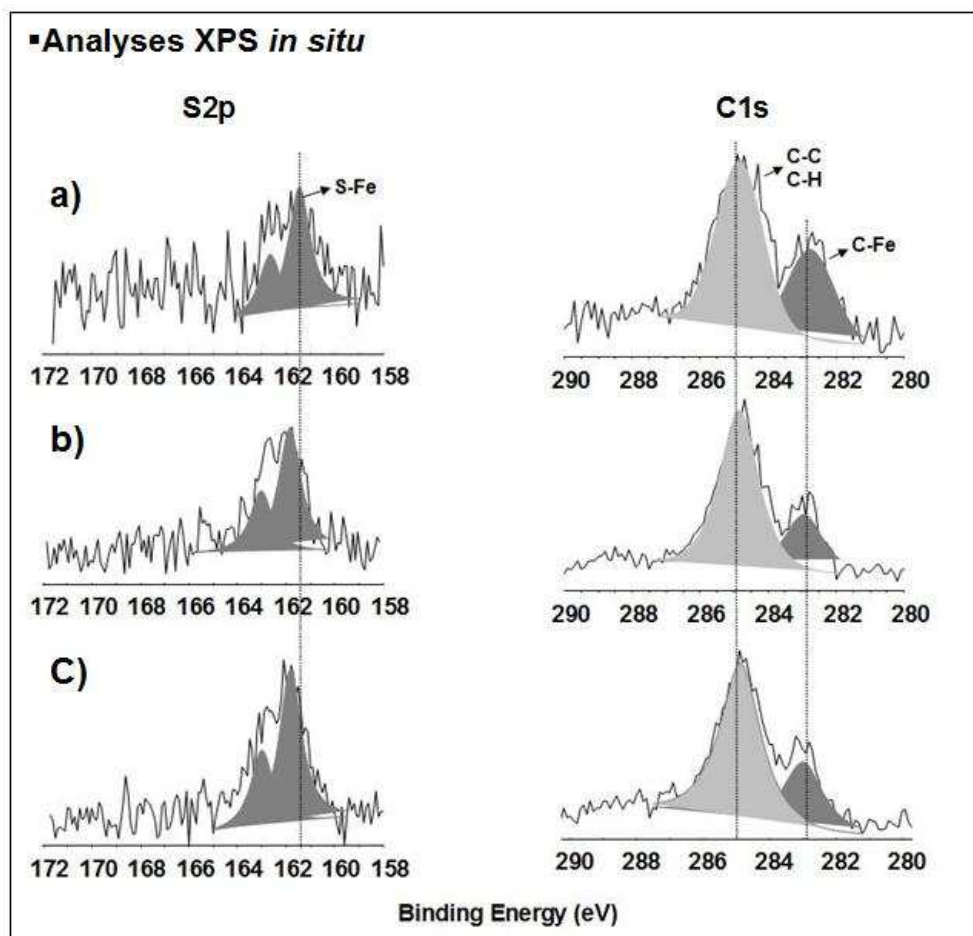 ▪Analyses XPS in situ
S2p
C1s
a)
S-Fe
C-C
C-H
C-Fe
172 170 168 166 164 162 160 158
290 288 286 284 282 280
b)
172 170 168 166 164 162 160 158
290 288 286 284 282 280
C)
172 170 168 166 164 162 160 158
290 288 286 284 282 280
Binding Energy (eV)